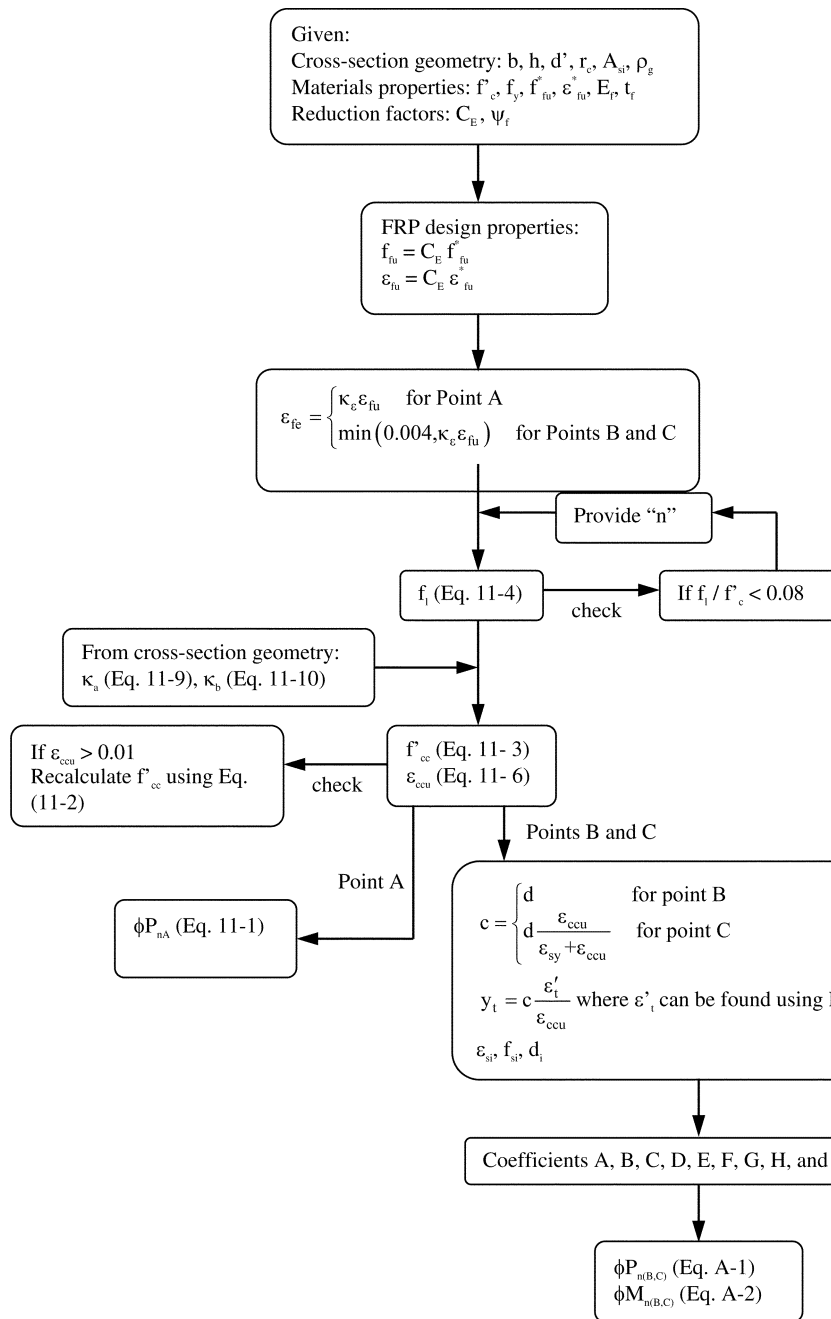 Given:
Cross-section geometry: b, h, d’, r_c, A_si, ρ_g
Materials properties: f’_c, f_y, f*_fu, ε*_fu, E_f, t_f
Reduction factors: C_E, ψ_f
FRP design properties:
f_fu = C_E f*_fu
ε_fu = C_E ε*_fu
ε_fe = { κ_ε ε_fu for Point A
min(0.004, κ_ε ε_fu) for Points B and C
Provide “n”
f_l (Eq. 11-4)
check
If f_l / f’_c < 0.08
From cross-section geometry:
κ_a (Eq. 11-9), κ_b (Eq. 11-10)
f’_cc (Eq. 11- 3)
ε_ccu (Eq. 11- 6)
check
If ε_ccu > 0.01
Recalculate f’_cc using Eq.
(11-2)
Points B and C
Point A
ϕP_nA (Eq. 11-1)
c = { d for point B
d ε_ccu / (ε_sy + ε_ccu) for point C
y_t = c ε′_t / ε_ccu where ε’_t can be found using
ε_si, f_si, d_i
Coefficients A, B, C, D, E, F, G, H, and
ϕP_n(B,C) (Eq. A-1)
ϕM_n(B,C) (Eq. A-2)